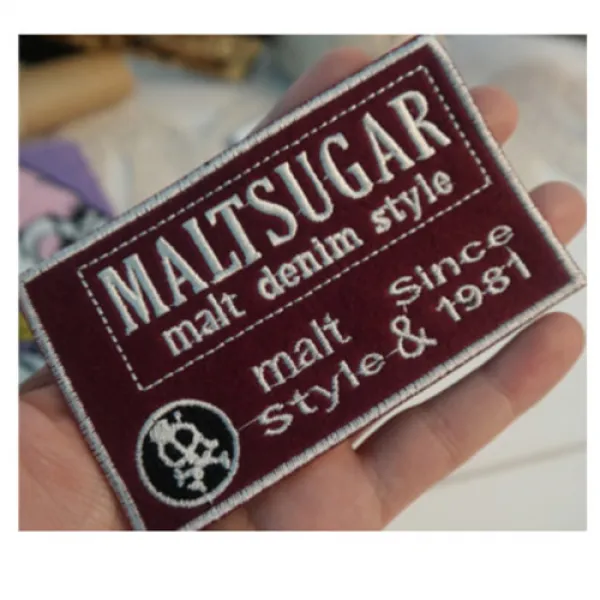 MALTSUGAR
malt denim style
malt Since
Style & 1981